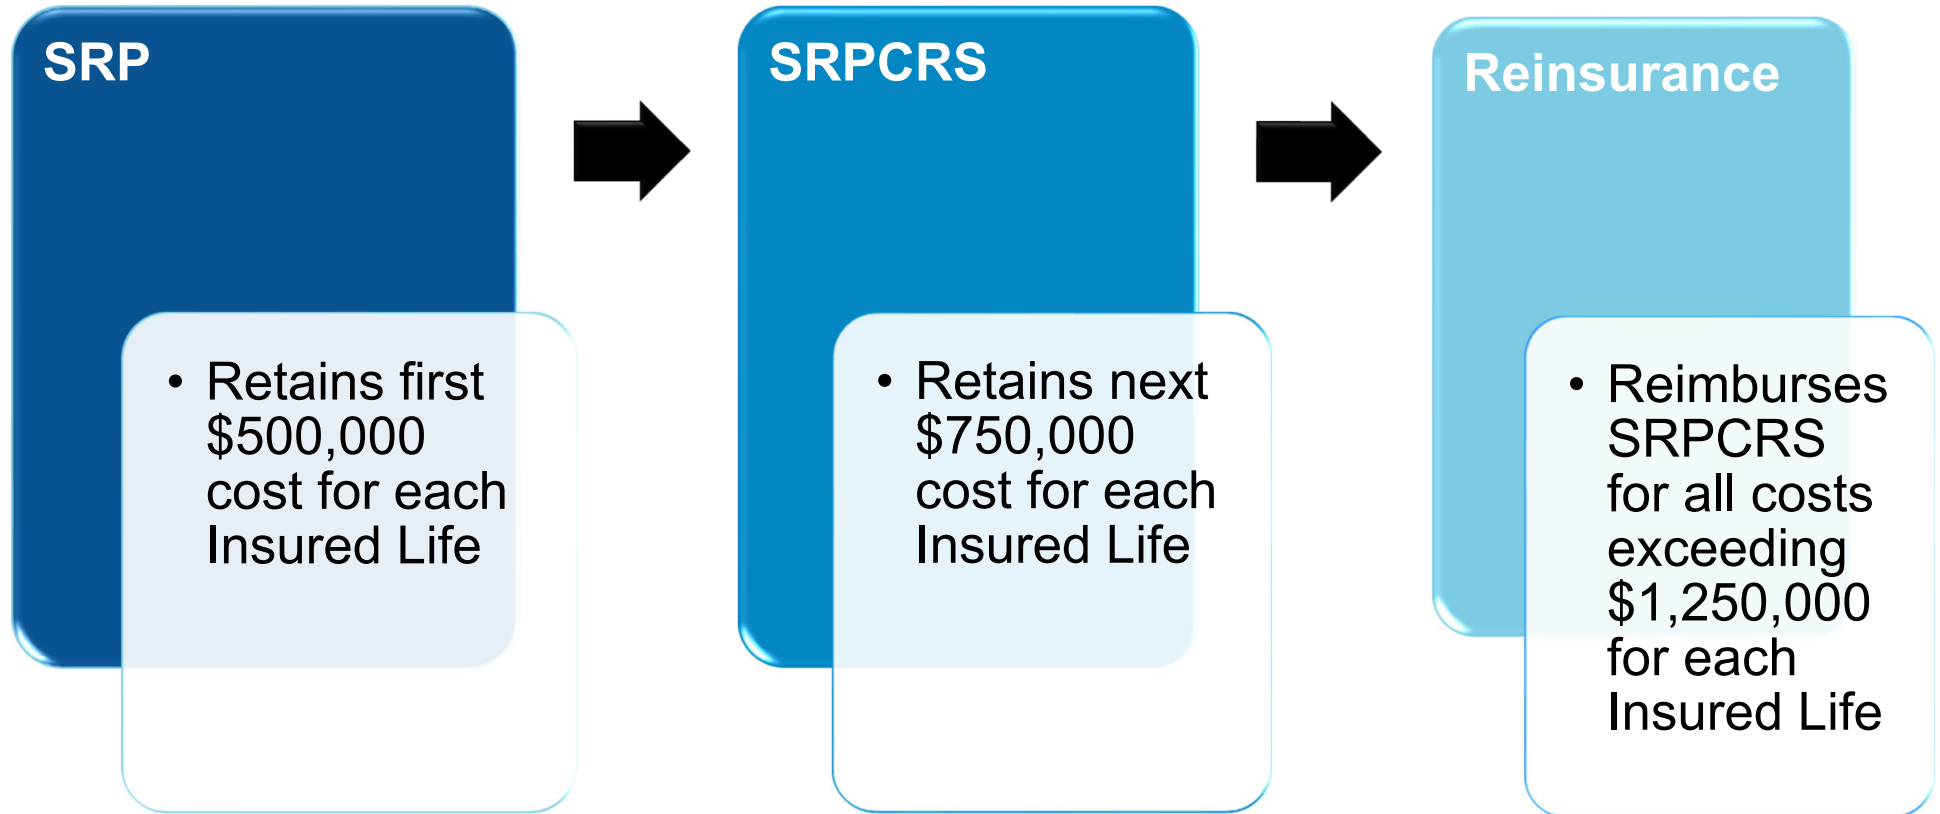 SRP
• Retains first
$500,000
cost for each
Insured Life
SRPCRS
• Retains next
$750,000
cost for each
Insured Life
Reinsurance
• Reimburses
SRPCRS
for all costs
exceeding
$1,250,000
for each
Insured Life